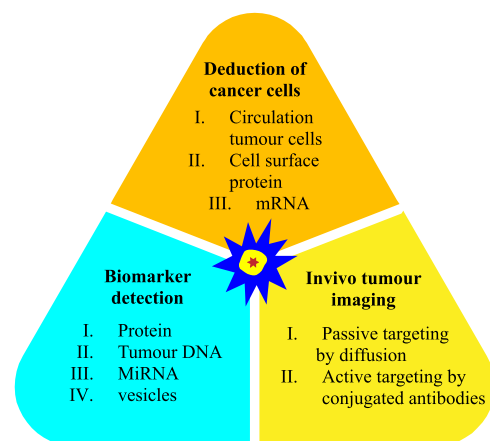 Deduction of
cancer cells
I. Circulation
tumour cells
II. Cell surface
protein
III. mRNA
Biomarker
detection
I. Protein
II. Tumour DNA
III. MiRNA
IV. vesicles
Invivo tumour
imaging
I. Passive targeting
by diffusion
II. Active targeting by
conjugated antibodies